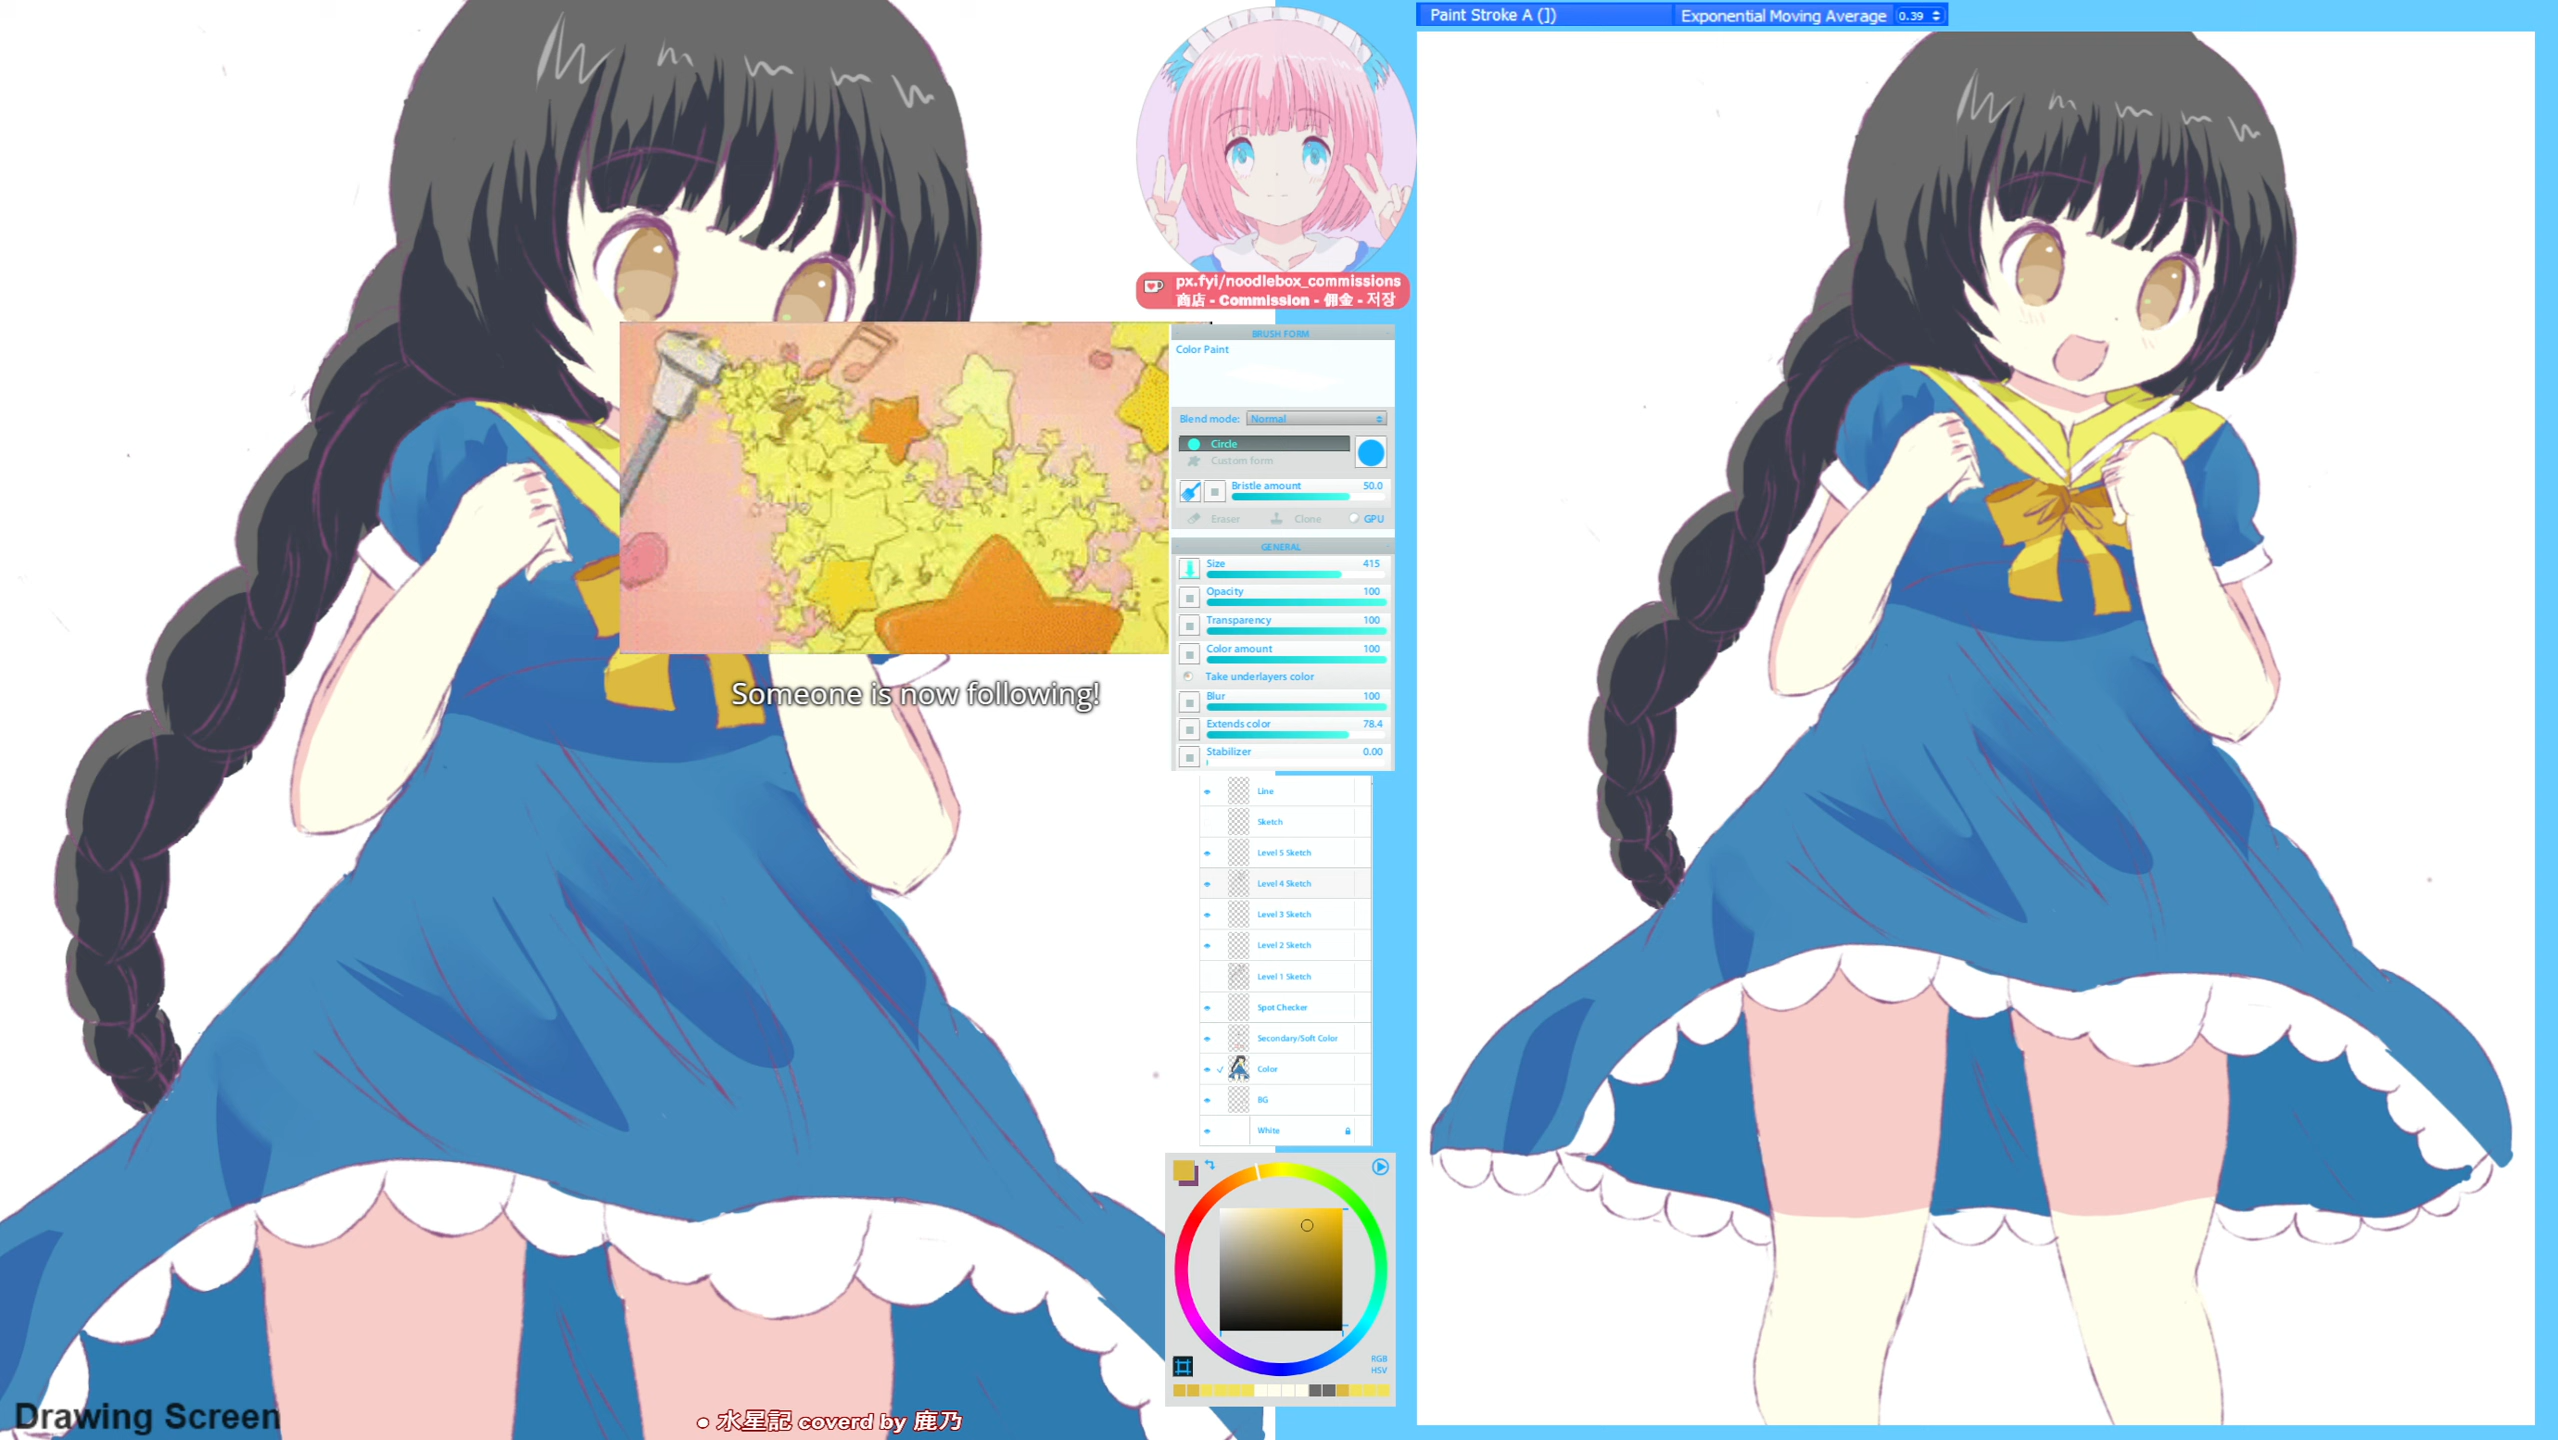 Paint Stroke A (])
Exponential Moving Average 0.39
px.fyi/noodlebox_commissions
商店 - Commission - 佣金 - 저장
BRUSH FORM
Color Paint
Blend mode: Normal
Circle
Custom form
Bristle amount 50.0
Eraser Clone GPU
GENERAL
Size 415
Opacity 100
Transparency 100
Color amount 100
Take underlayers color
Blur 100
Extends color 78.4
Stabilizer 0.00
Someone is now following!
Line
Sketch
Level 5 Sketch
Level 4 Sketch
Level 3 Sketch
Level 2 Sketch
Level 1 Sketch
Spot Checker
Secondary/Soft Color
Color
BG
White
RGB
HSV
Drawing Screen
• 水星記 coverd by 鹿乃